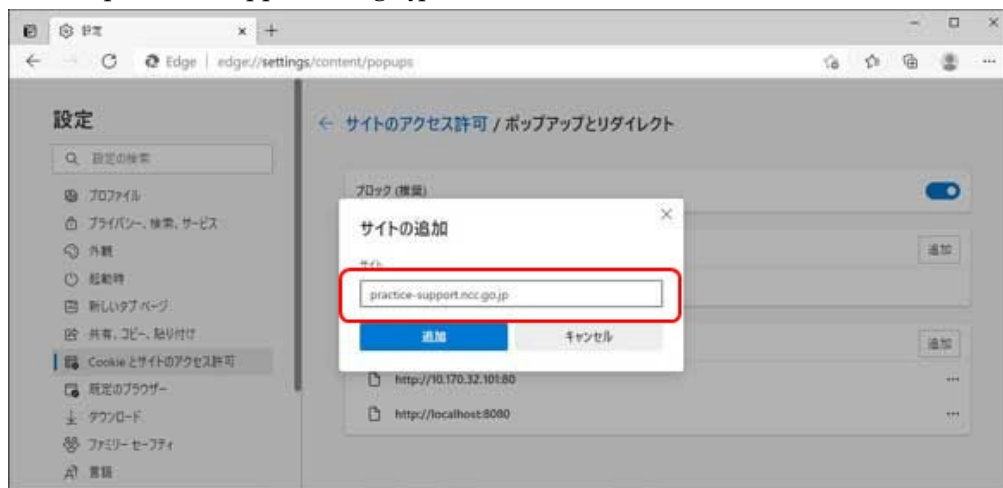 設定
Edge | edge://settings/content/popups
設定
設定の検索
プロファイル
プライバシー、検索、サービス
外観
起動時
新しいタブ ページ
共有、コピー、貼り付け
Cookie とサイトのアクセス許可
既定のブラウザー
ダウンロード
ファミリー セーフティ
言語
サイトのアクセス許可 / ポップアップとリダイレクト
ブロック (推奨)
追加
サイトの追加
サイト
practice-support.ncc.go.jp
追加 キャンセル
追加
http://10.170.32.101:80
http://localhost:8080